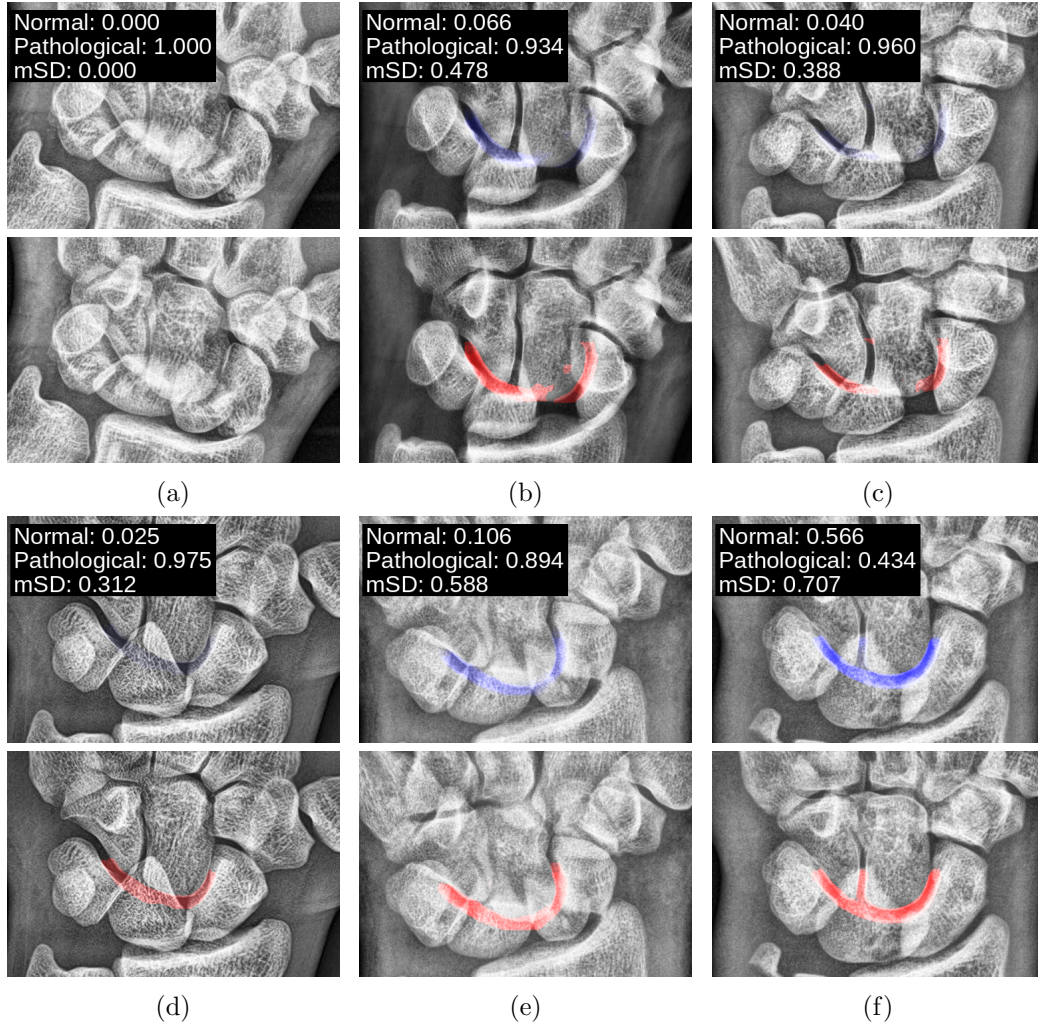 Normal: 0.000
Pathological: 1.000
mSD: 0.000
Normal: 0.066
Pathological: 0.934
mSD: 0.478
Normal: 0.040
Pathological: 0.960
mSD: 0.388
(a)
(b)
(c)
Normal: 0.025
Pathological: 0.975
mSD: 0.312
Normal: 0.106
Pathological: 0.894
mSD: 0.588
Normal: 0.566
Pathological: 0.434
mSD: 0.707
(d)
(e)
(f)